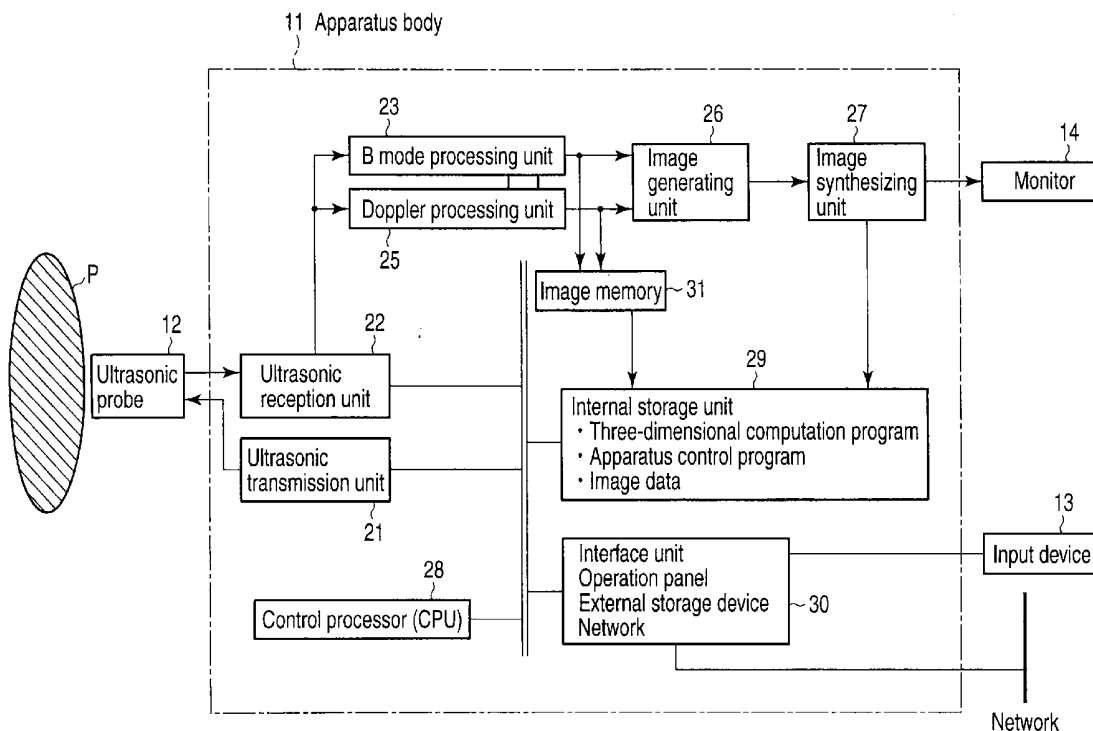 11 Apparatus body
23
B mode processing unit
Doppler processing unit
25
26
Image
generating
unit
27
Image
synthesizing
unit
14
Monitor
P
12
Ultrasonic
probe
22
Ultrasonic
reception unit
Ultrasonic
transmission unit
21
Image memory
31
29
Internal storage unit
・Three-dimensional computation program
・Apparatus control program
・Image data
28
Control processor (CPU)
Interface unit
Operation panel
External storage device
Network
30
13
Input device
Network